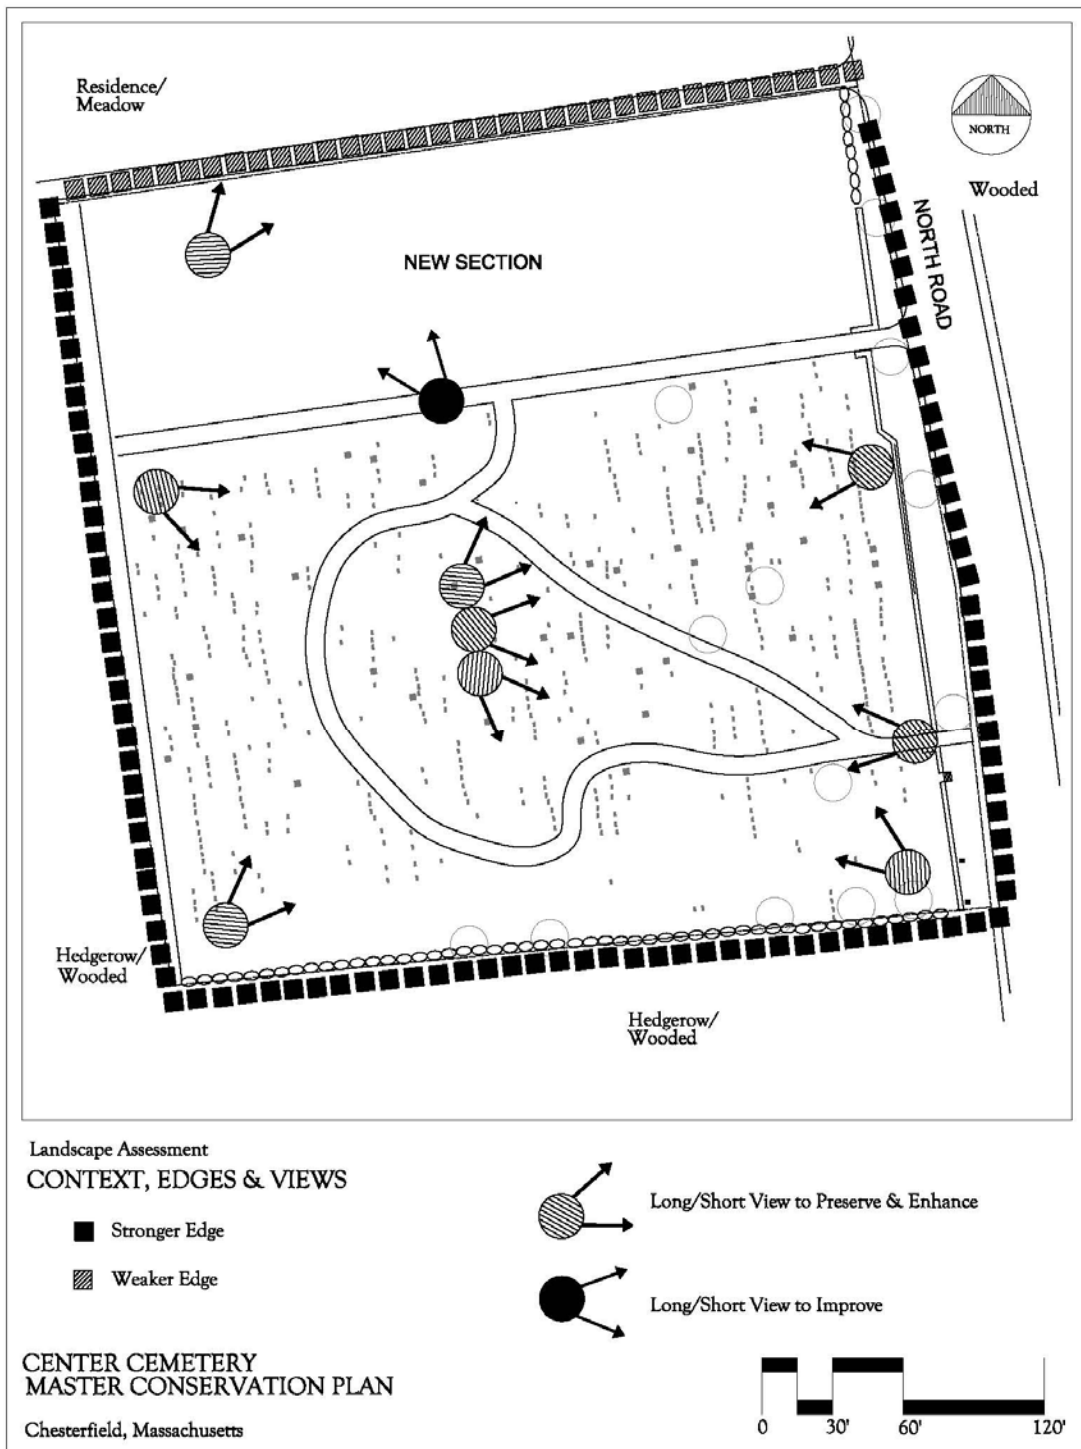 Residence/
Meadow
NORTH
Wooded
NORTH ROAD
NEW SECTION
Hedgerow/
Wooded
Hedgerow/
Wooded
Landscape Assessment
CONTEXT, EDGES & VIEWS
Stronger Edge
Weaker Edge
Long/Short View to Preserve & Enhance
Long/Short View to Improve
CENTER CEMETERY
MASTER CONSERVATION PLAN
Chesterfield, Massachusetts
0 30' 60' 120'